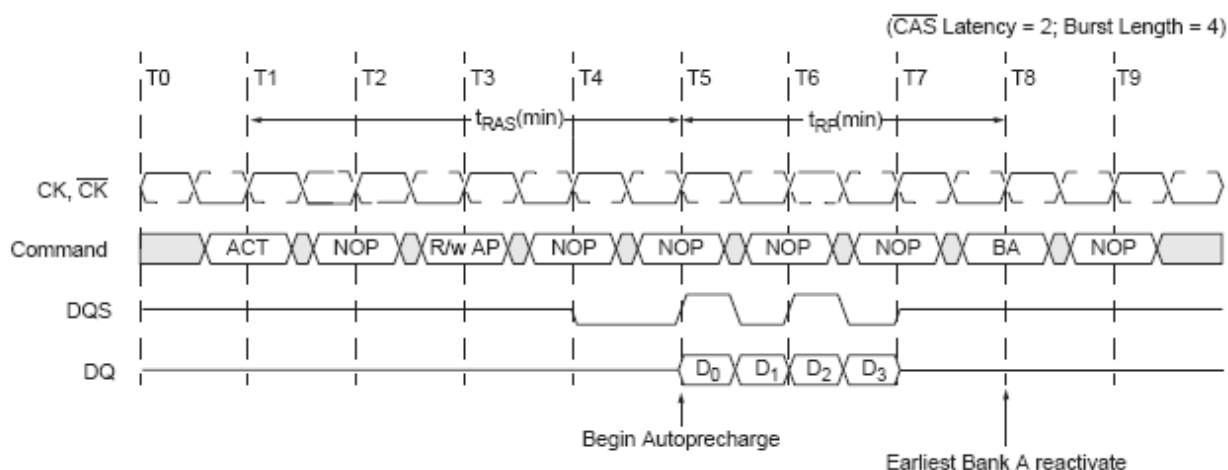 (C̅A̅S̅ Latency = 2; Burst Length = 4)
T0 T1 T2 T3 T4 T5 T6 T7 T8 T9
tRAS(min) tRP(min)
CK, C̅K̅
Command ACT NOP R/w AP NOP NOP NOP NOP BA NOP
DQS
DQ D0 D1 D2 D3
Begin Autoprecharge
Earliest Bank A reactivate